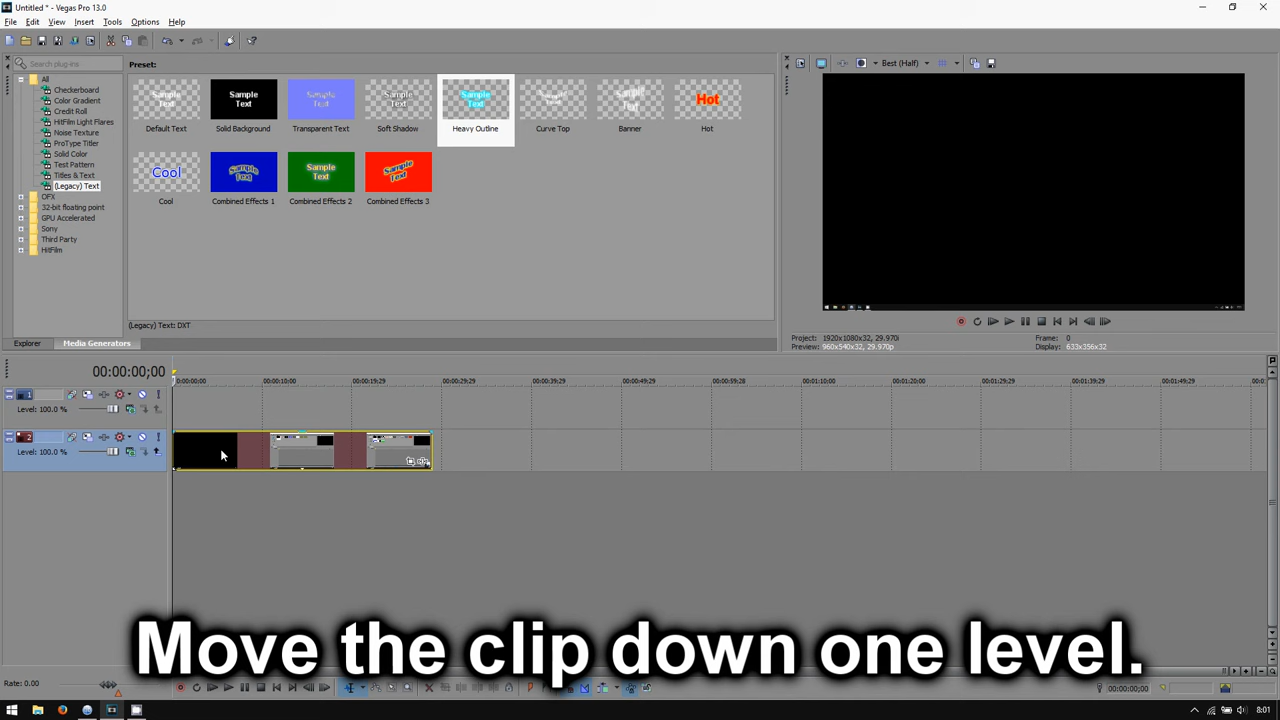 Untitled * - Vegas Pro 13.0
File Edit View Insert Tools Options Help
Search plug-ins
Preset:
Best (Half)
All
Checkerboard
Color Gradient
Credit Roll
HitFilm Light Flares
Noise Texture
ProType Titler
Solid Color
Test Pattern
Titles & Text
(Legacy) Text
OFX
32-bit floating point
GPU Accelerated
Sony
Third Party
HitFilm
Sample Text
Sample Text
Sample Text
Sample Text
Sample Text
Sample Text
Sample Text
Hot
Default Text
Solid Background
Transparent Text
Soft Shadow
Heavy Outline
Curve Top
Banner
Hot
Cool
Sample Text
Sample Text
Sample Text
Cool
Combined Effects 1
Combined Effects 2
Combined Effects 3
(Legacy) Text: DXT
Explorer
Media Generators
Project: 1920x1080x32, 29.970i
Preview: 960x540x32, 29.970p
Frame: 0
Display: 633x356x32
00:00:00;00
00:00:00;00 00:00:10;00 00:00:19;29 00:00:29;29 00:00:39;29 00:00:49;29 00:00:59;28 00:01:10;00 00:01:20;00 00:01:29;29 00:01:39;29 00:01:49;29
1
Level: 100.0 %
2
Level: 100.0 %
Move the clip down one level.
Rate: 0.00
00:00:00;00
8:01